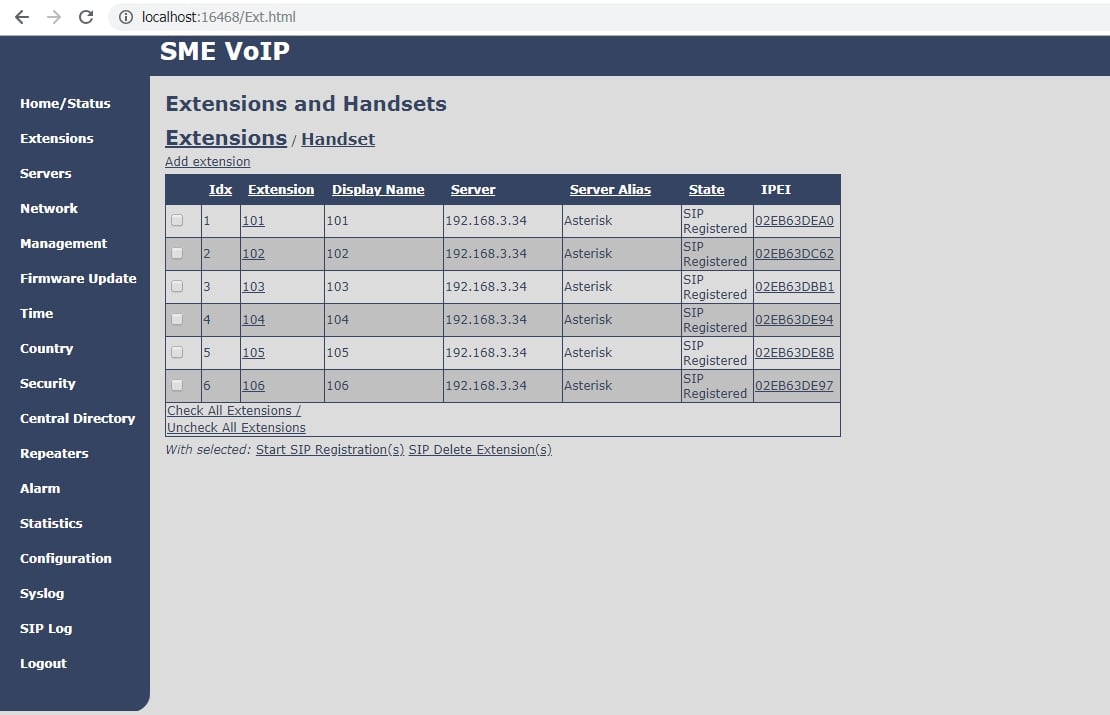 localhost:16468/Ext.html
SME VoIP
Home/Status
Extensions
Servers
Network
Management
Firmware Update
Time
Country
Security
Central Directory
Repeaters
Alarm
Statistics
Configuration
Syslog
SIP Log
Logout
Extensions and Handsets
Extensions / Handset
Add extension
Idx Extension Display Name Server Server Alias State IPEI
1 101 101 192.168.3.34 Asterisk SIP Registered 02EB63DEA0
2 102 102 192.168.3.34 Asterisk SIP Registered 02EB63DC62
3 103 103 192.168.3.34 Asterisk SIP Registered 02EB63DBB1
4 104 104 192.168.3.34 Asterisk SIP Registered 02EB63DE94
5 105 105 192.168.3.34 Asterisk SIP Registered 02EB63DE8B
6 106 106 192.168.3.34 Asterisk SIP Registered 02EB63DE97
Check All Extensions /
Uncheck All Extensions
With selected: Start SIP Registration(s) SIP Delete Extension(s)